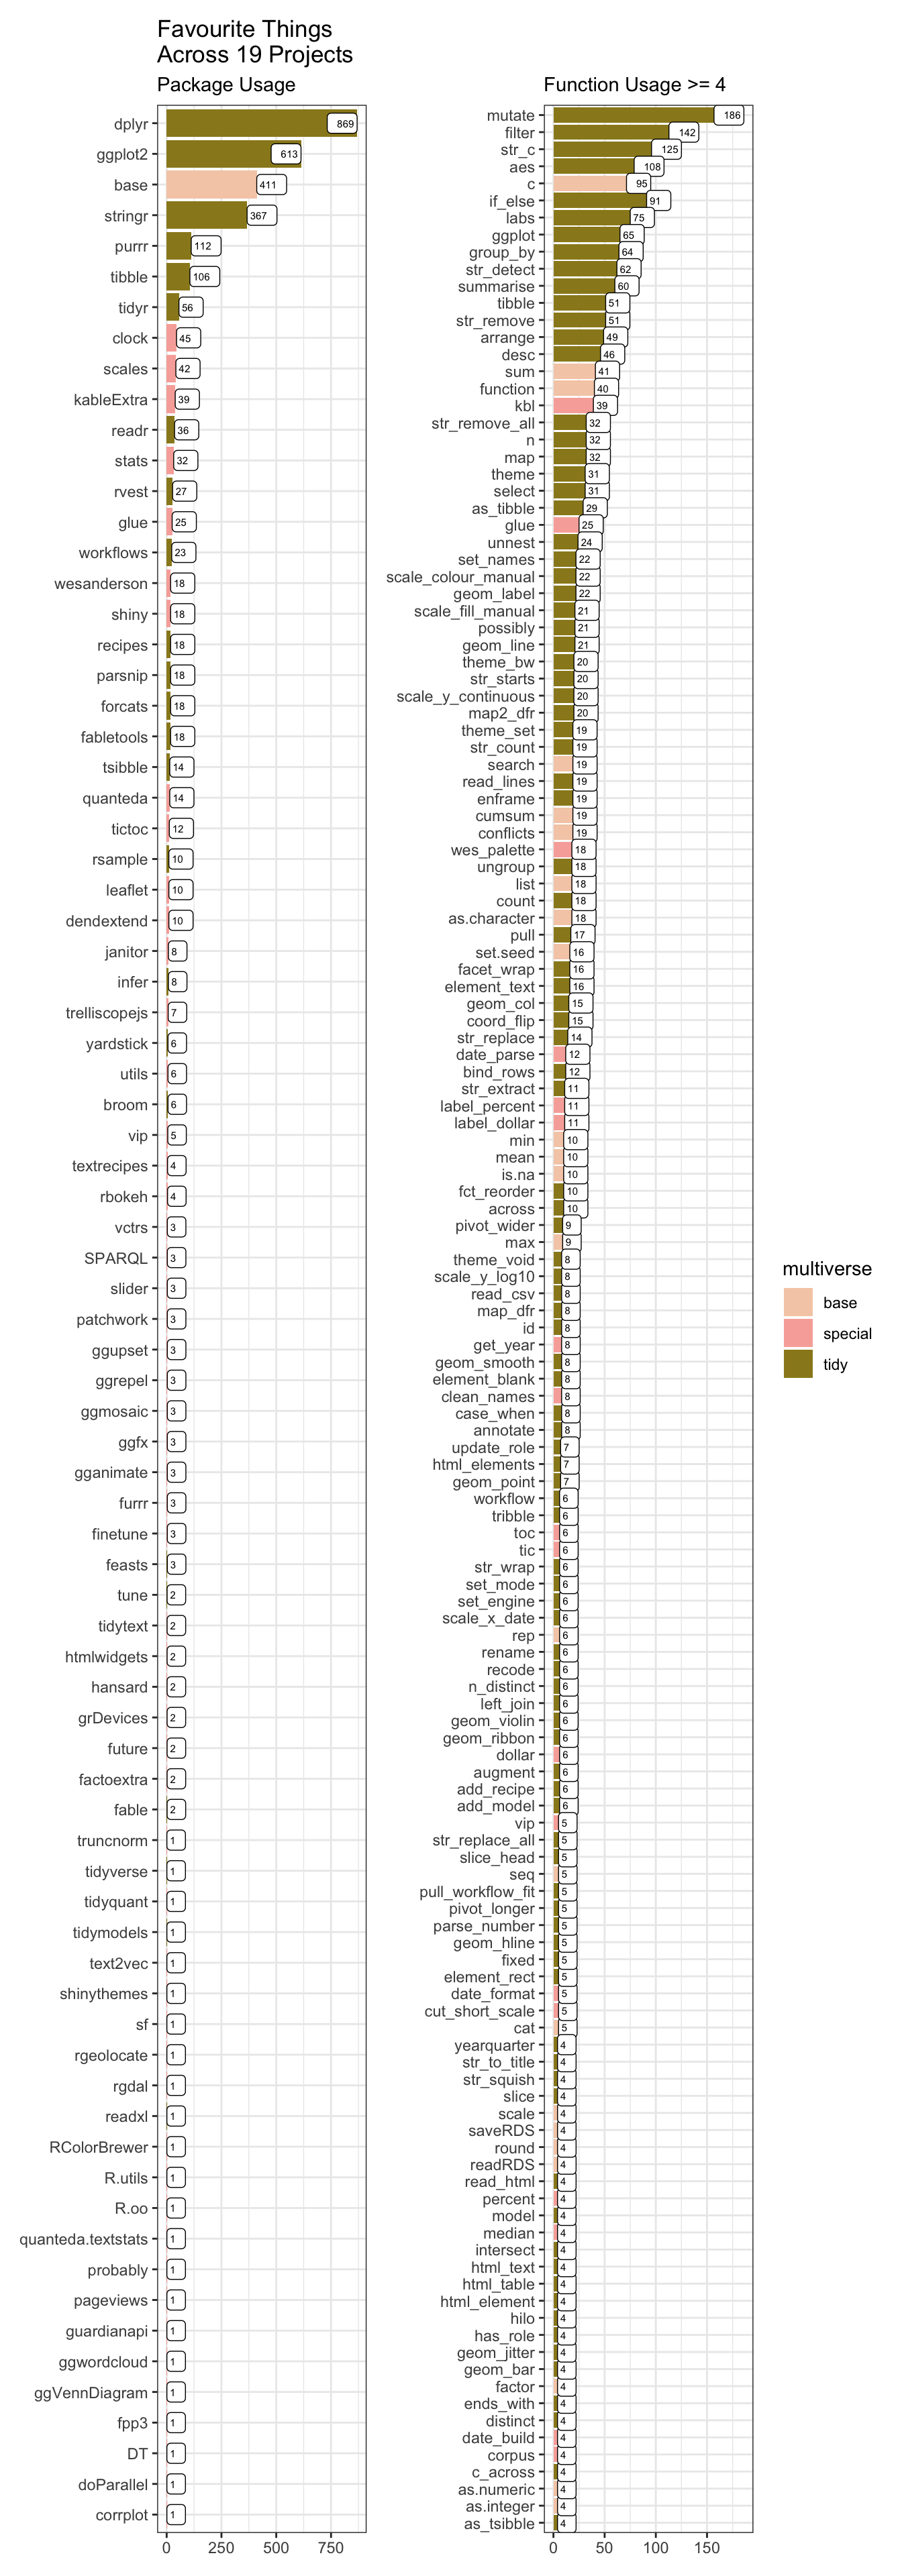 Favourite Things
Across 19 Projects
Package Usage
dplyr 869
ggplot2 613
base 411
stringr 367
purrr 112
tibble 106
tidyr 56
clock 45
scales 42
kableExtra 39
readr 36
stats 32
rvest 27
glue 25
workflows 23
wesanderson 18
shiny 18
recipes 18
parsnip 18
forcats 18
fabletools 18
tsibble 14
quanteda 14
tictoc 12
rsample 10
leaflet 10
dendextend 10
janitor 8
infer 8
trelliscopejs 7
yardstick 6
utils 6
broom 6
vip 5
textrecipes 4
rbokeh 4
vctrs 3
SPARQL 3
slider 3
patchwork 3
ggupset 3
ggrepel 3
ggmosaic 3
ggfx 3
gganimate 3
furrr 3
finetune 3
feasts 3
tune 2
tidytext 2
htmlwidgets 2
hansard 2
grDevices 2
future 2
factoextra 2
fable 2
truncnorm 1
tidyverse 1
tidyquant 1
tidymodels 1
text2vec 1
shinythemes 1
sf 1
rgeolocate 1
rgdal 1
readxl 1
RColorBrewer 1
R.utils 1
R.oo 1
quanteda.textstats 1
probably 1
pageviews 1
guardianapi 1
ggwordcloud 1
ggVennDiagram 1
fpp3 1
DT 1
doParallel 1
corrplot 1
0 250 500 750
Function Usage >= 4
mutate 186
filter 142
str_c 125
aes 108
c 95
if_else 91
labs 75
ggplot 65
group_by 64
str_detect 62
summarise 60
tibble 51
str_remove 51
arrange 49
desc 46
sum 41
function 40
kbl 39
str_remove_all 32
n 32
map 32
theme 31
select 31
as_tibble 29
glue 25
unnest 24
set_names 22
scale_colour_manual 22
geom_label 22
scale_fill_manual 21
possibly 21
geom_line 21
theme_bw 20
str_starts 20
scale_y_continuous 20
map2_dfr 20
theme_set 19
str_count 19
search 19
read_lines 19
enframe 19
cumsum 19
conflicts 19
wes_palette 18
ungroup 18
list 18
count 18
as.character 18
pull 17
set.seed 16
facet_wrap 16
element_text 16
geom_col 15
coord_flip 15
str_replace 14
date_parse 12
bind_rows 12
str_extract 11
label_percent 11
label_dollar 11
min 10
mean 10
is.na 10
fct_reorder 10
across 10
pivot_wider 9
max 9
theme_void 8
scale_y_log10 8
read_csv 8
map_dfr 8
id 8
get_year 8
geom_smooth 8
element_blank 8
clean_names 8
case_when 8
annotate 8
update_role 7
html_elements 7
geom_point 7
workflow 6
tribble 6
toc 6
tic 6
str_wrap 6
set_mode 6
set_engine 6
scale_x_date 6
rep 6
rename 6
recode 6
n_distinct 6
left_join 6
geom_violin 6
geom_ribbon 6
dollar 6
augment 6
add_recipe 6
add_model 6
vip 5
str_replace_all 5
slice_head 5
seq 5
pull_workflow_fit 5
pivot_longer 5
parse_number 5
geom_hline 5
fixed 5
element_rect 5
date_format 5
cut_short_scale 5
cat 5
yearquarter 4
str_to_title 4
str_squish 4
slice 4
scale 4
saveRDS 4
round 4
readRDS 4
read_html 4
percent 4
model 4
median 4
intersect 4
html_text 4
html_table 4
html_element 4
hilo 4
has_role 4
geom_jitter 4
geom_bar 4
factor 4
ends_with 4
distinct 4
date_build 4
corpus 4
c_across 4
as.numeric 4
as.integer 4
as_tsibble 4
0 50 100 150
multiverse
base
special
tidy